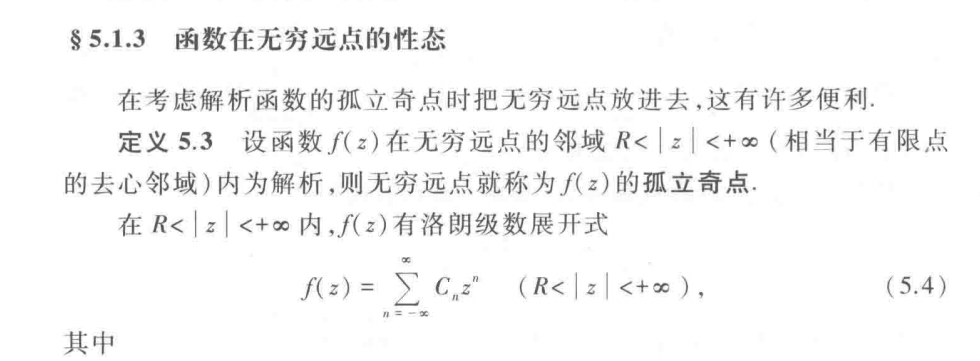 §5.1.3 函数在无穷远点的性态
在考虑解析函数的孤立奇点时把无穷远点放进去,这有许多便利.
定义 5.3 设函数 f(z)在无穷远点的邻域 R<|z|<+∞(相当于有限点
的去心邻域)内为解析,则无穷远点就称为 f(z)的孤立奇点.
在 R<|z|<+∞内,f(z)有洛朗级数展开式
f(z) = ∑_{n=-∞}^{∞} C_n z^n (R<|z|<+∞), (5.4)
其中